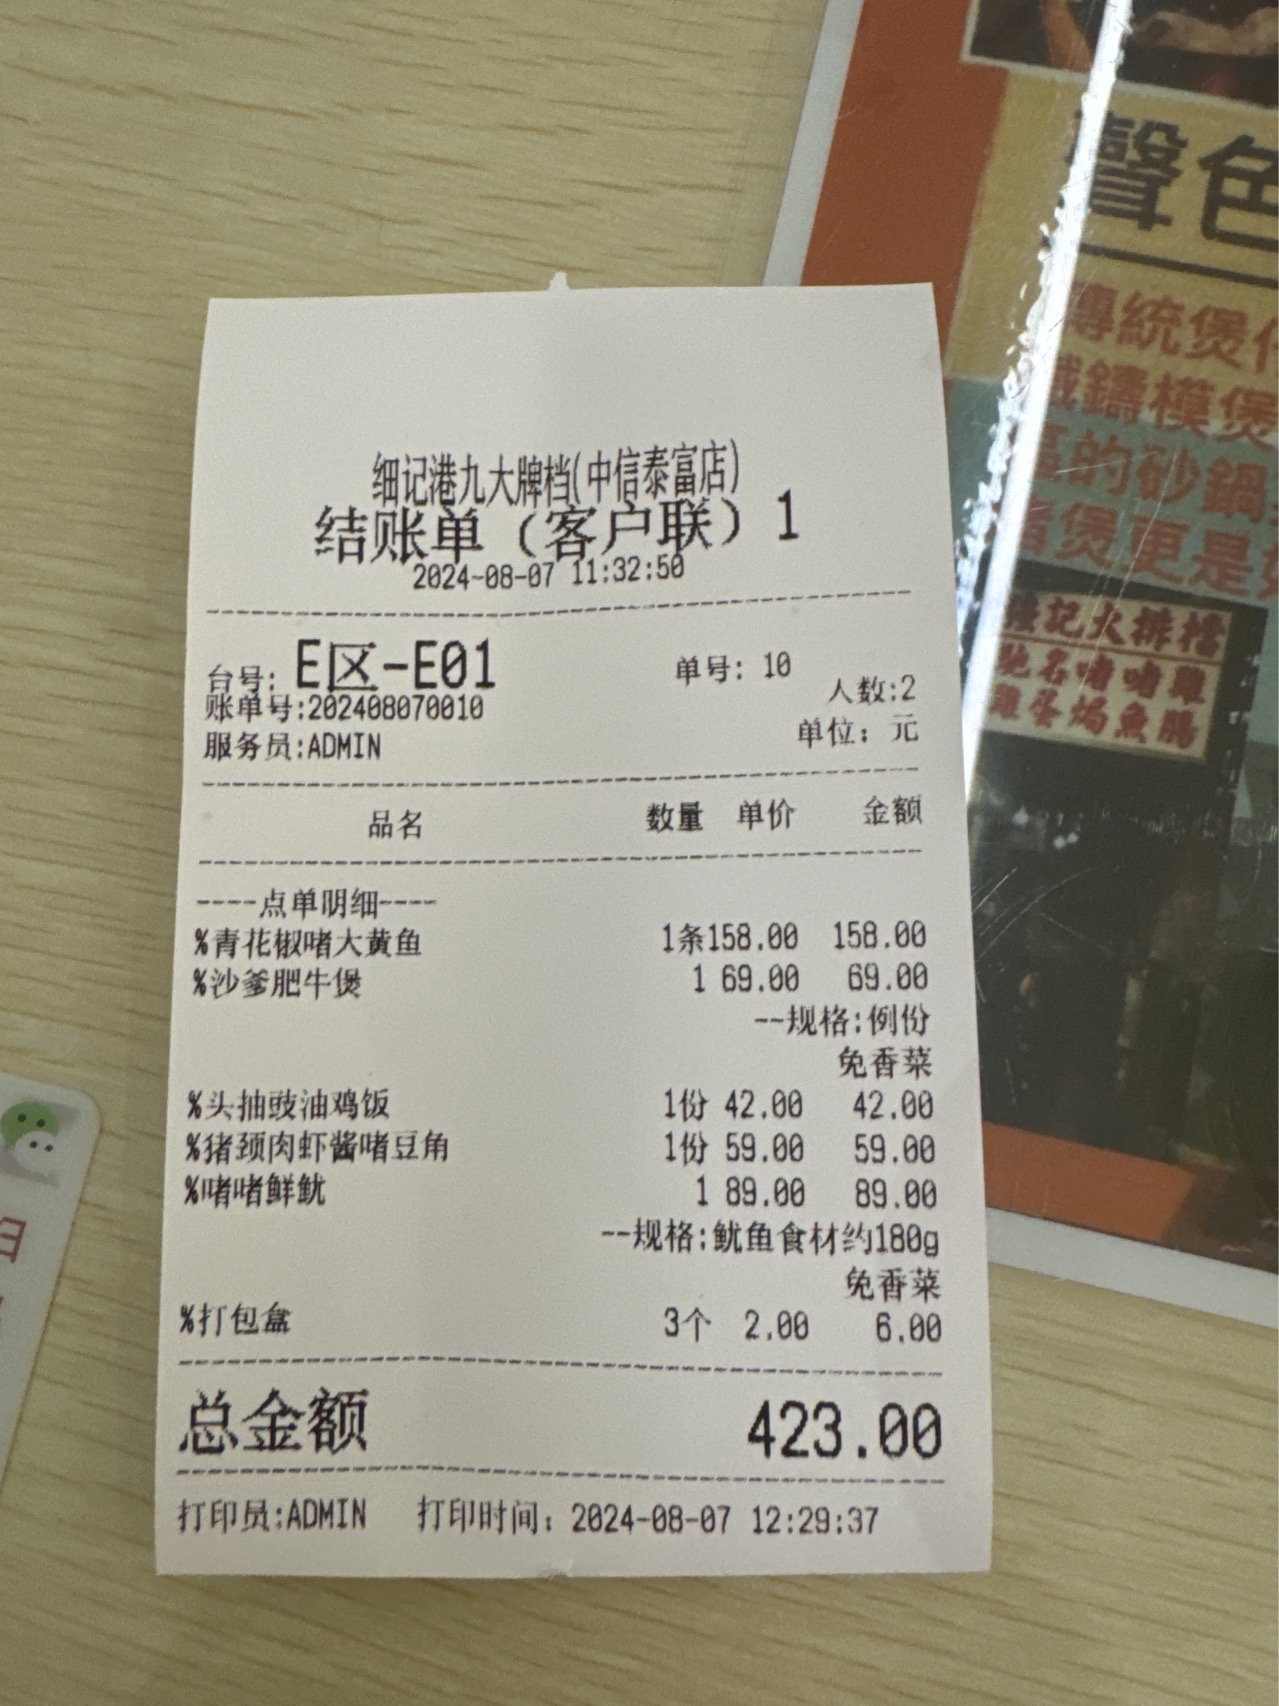 细记港九大牌档(中信泰富店)
结账单（客户联）1
2024-08-07 11:32:50
台号: E区-E01 单号: 10
账单号:202408070010 人数:2
服务员:ADMIN 单位: 元
品名 数量 单价 金额
----点单明细----
%青花椒啫大黄鱼 1条158.00 158.00
%沙爹肥牛煲 1 69.00 69.00
--规格:例份
免香菜
%头抽豉油鸡饭 1份 42.00 42.00
%猪颈肉虾酱啫豆角 1份 59.00 59.00
%啫啫鲜鱿 1 89.00 89.00
--规格:鱿鱼食材约180g
免香菜
%打包盒 3个 2.00 6.00
总金额 423.00
打印员:ADMIN 打印时间: 2024-08-07 12:29:37
聲色
傳統煲
鑄模煲
的砂鍋
煲更是
記大排檔
馳名啫啫雞
雞蛋焗魚腸